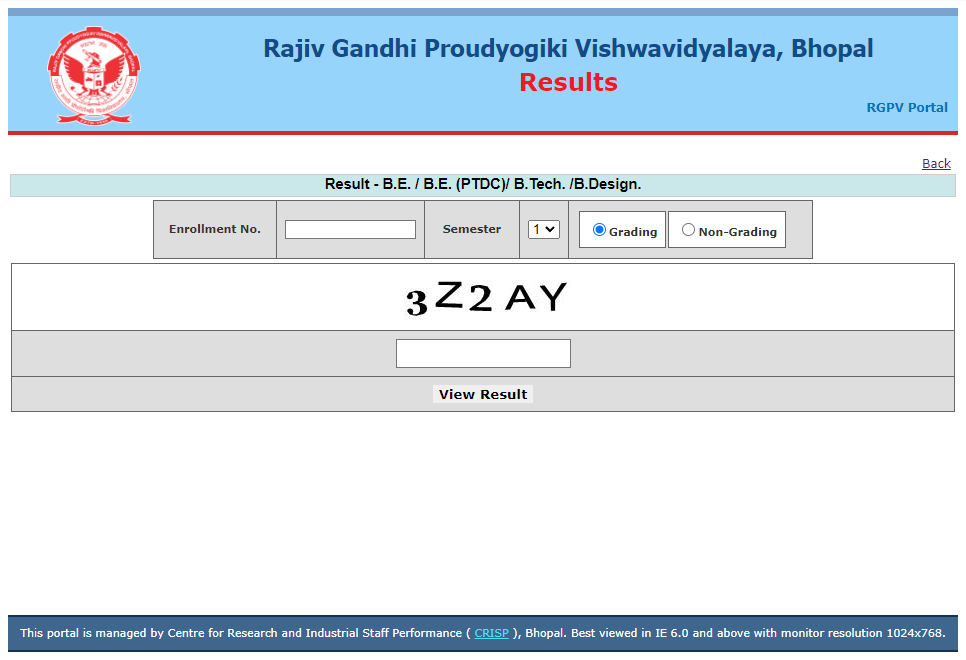 Rajiv Gandhi Proudyogiki Vishwavidyalaya, Bhopal
Results
RGPV Portal
Back
Result - B.E. / B.E. (PTDC)/ B.Tech. /B.Design.
Enrollment No. Semester 1 Grading Non-Grading
3Z2AY
View Result
This portal is managed by Centre for Research and Industrial Staff Performance ( CRISP ), Bhopal. Best viewed in IE 6.0 and above with monitor resolution 1024x768.